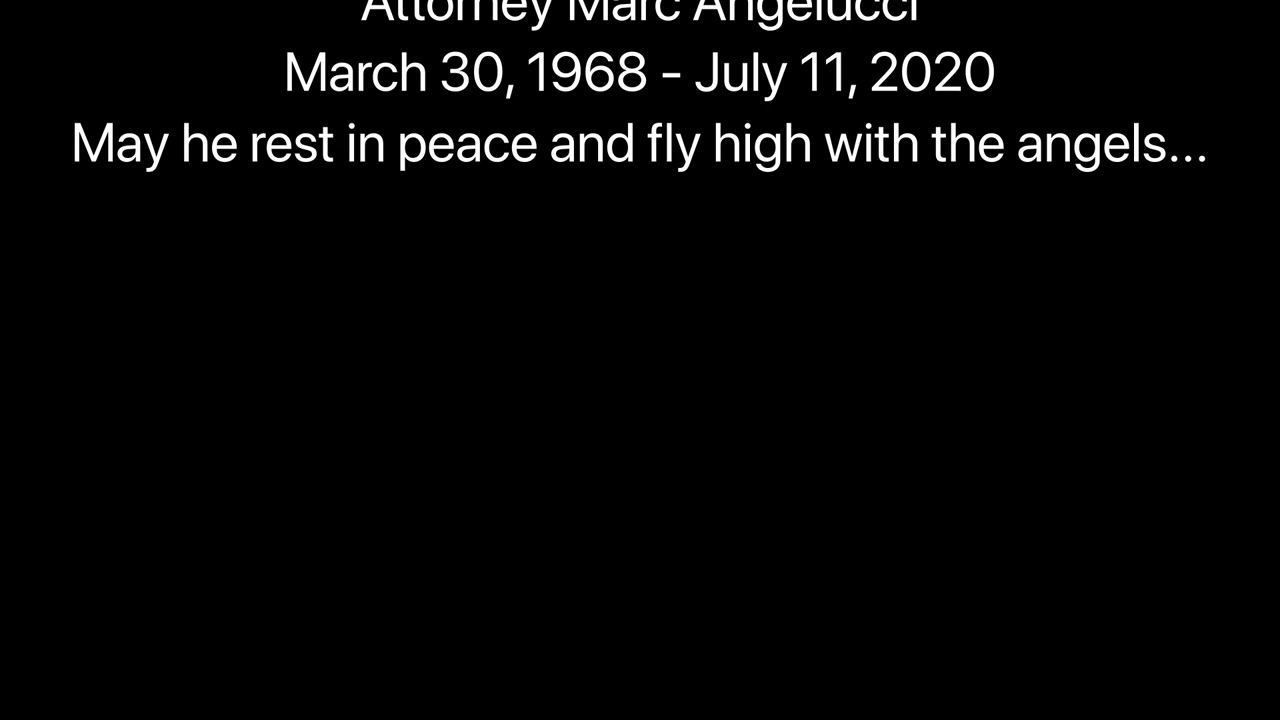 Attorney Marc Angelucci
March 30, 1968 - July 11, 2020
May he rest in peace and fly high with the angels...